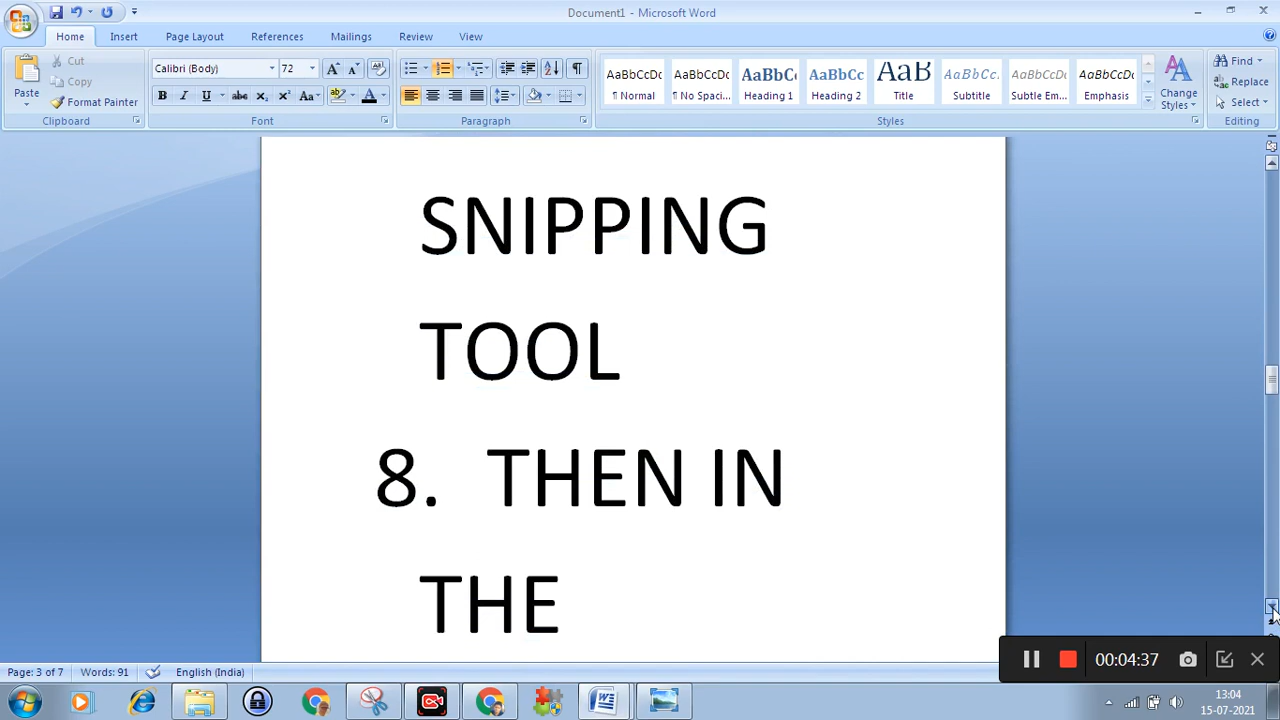 Document1 - Microsoft Word
Home Insert Page Layout References Mailings Review View
Paste
Cut
Copy
Format Painter
Clipboard
Calibri (Body) 72
Font
Paragraph
AaBbCcDc AaBbCcDc AaBbC AaBbCc AaB AaBbCc. AaBbCcDc AaBbCcDc
¶ Normal ¶ No Spaci... Heading 1 Heading 2 Title Subtitle Subtle Em... Emphasis
Change Styles
Styles
Find
Replace
Select
Editing
SNIPPING
TOOL
8. THEN IN
THE
00:04:37
Page: 3 of 7 Words: 91 English (India)
13:04
15-07-2021